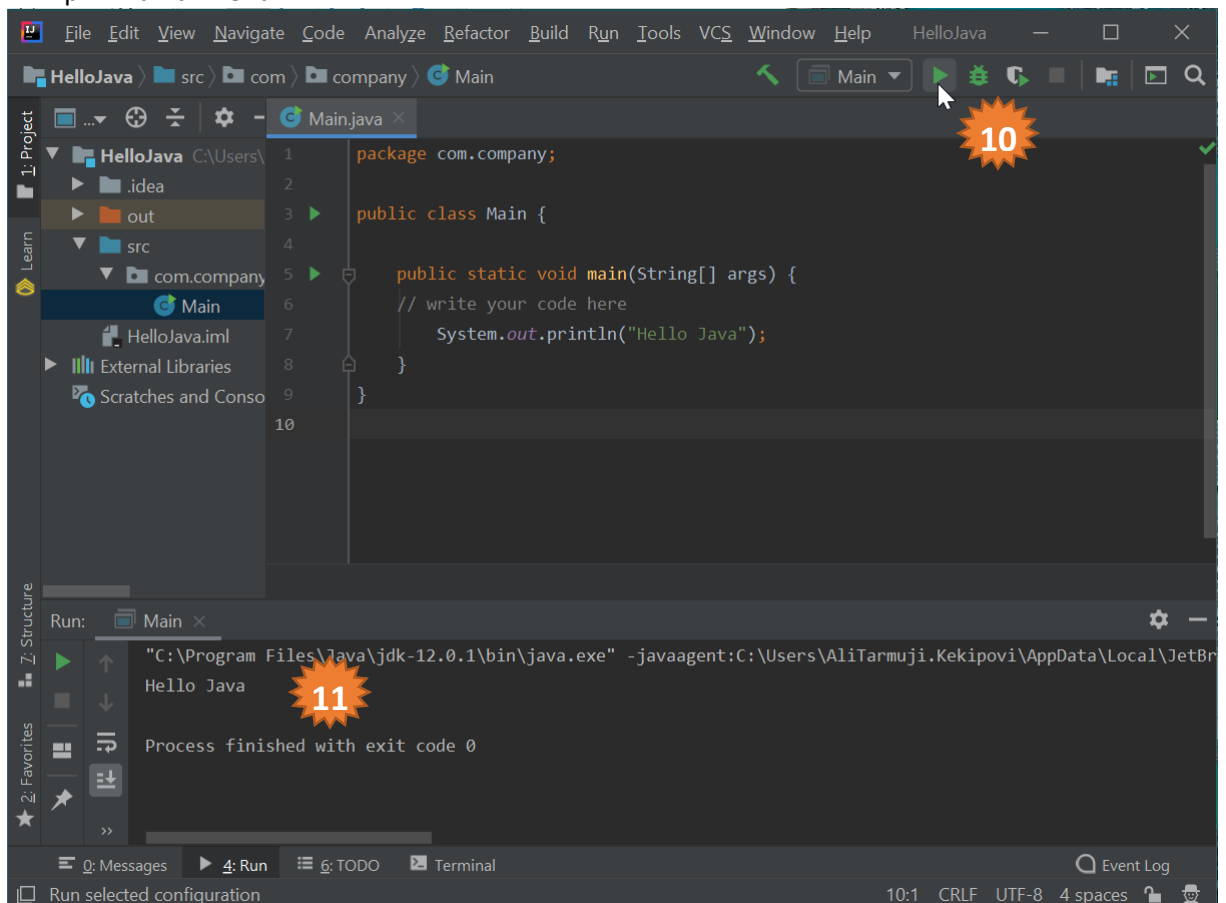 File Edit View Navigate Code Analyze Refactor Build Run Tools VCS Window Help HelloJava
HelloJava src com company Main Main
10
1: Project
... Main.java
HelloJava C:\Users\
.idea
out
src
com.company
Main
HelloJava.iml
External Libraries
Scratches and Conso
Learn
1 package com.company;
2
3 public class Main {
4
5 public static void main(String[] args) {
6 // write your code here
7 System.out.println("Hello Java");
8 }
9 }
10
Z: Structure
2: Favorites
Run: Main
"C:\Program Files\Java\jdk-12.0.1\bin\java.exe" -javaagent:C:\Users\AliTarmuji.Kekipovi\AppData\Local\JetBr
Hello Java
11
Process finished with exit code 0
0: Messages 4: Run 6: TODO Terminal Event Log
Run selected configuration 10:1 CRLF UTF-8 4 spaces